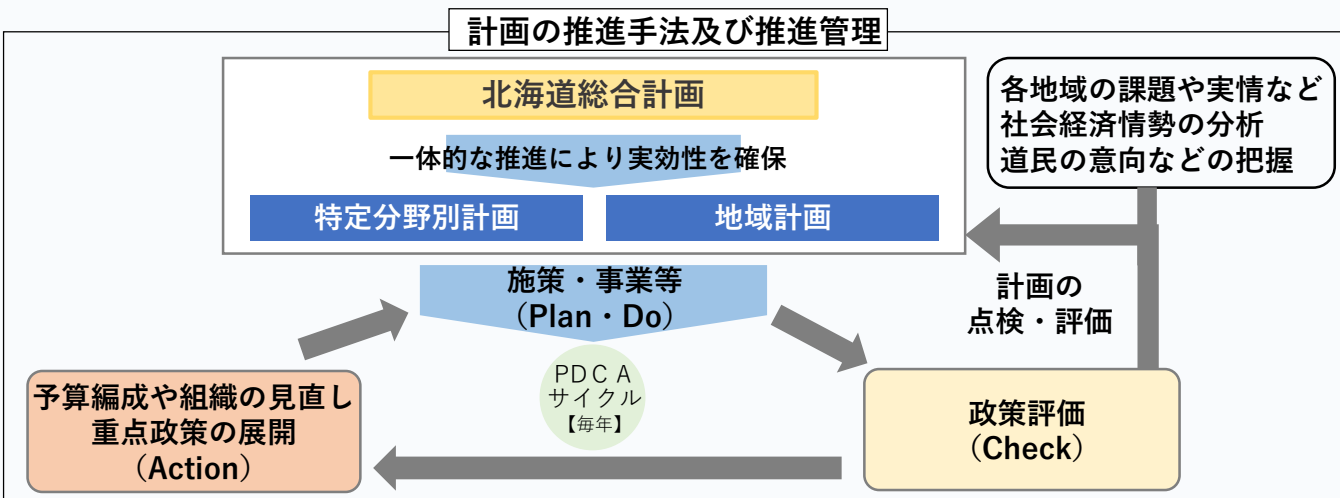 計画の推進手法及び推進管理
北海道総合計画
一体的な推進により実効性を確保
特定分野別計画
地域計画
各地域の課題や実情など
社会経済情勢の分析
道民の意向などの把握
計画の
点検・評価
施策・事業等
（Plan・Do）
PDCA
サイクル
【毎年】
予算編成や組織の見直し
重点政策の展開
（Action）
政策評価
（Check）